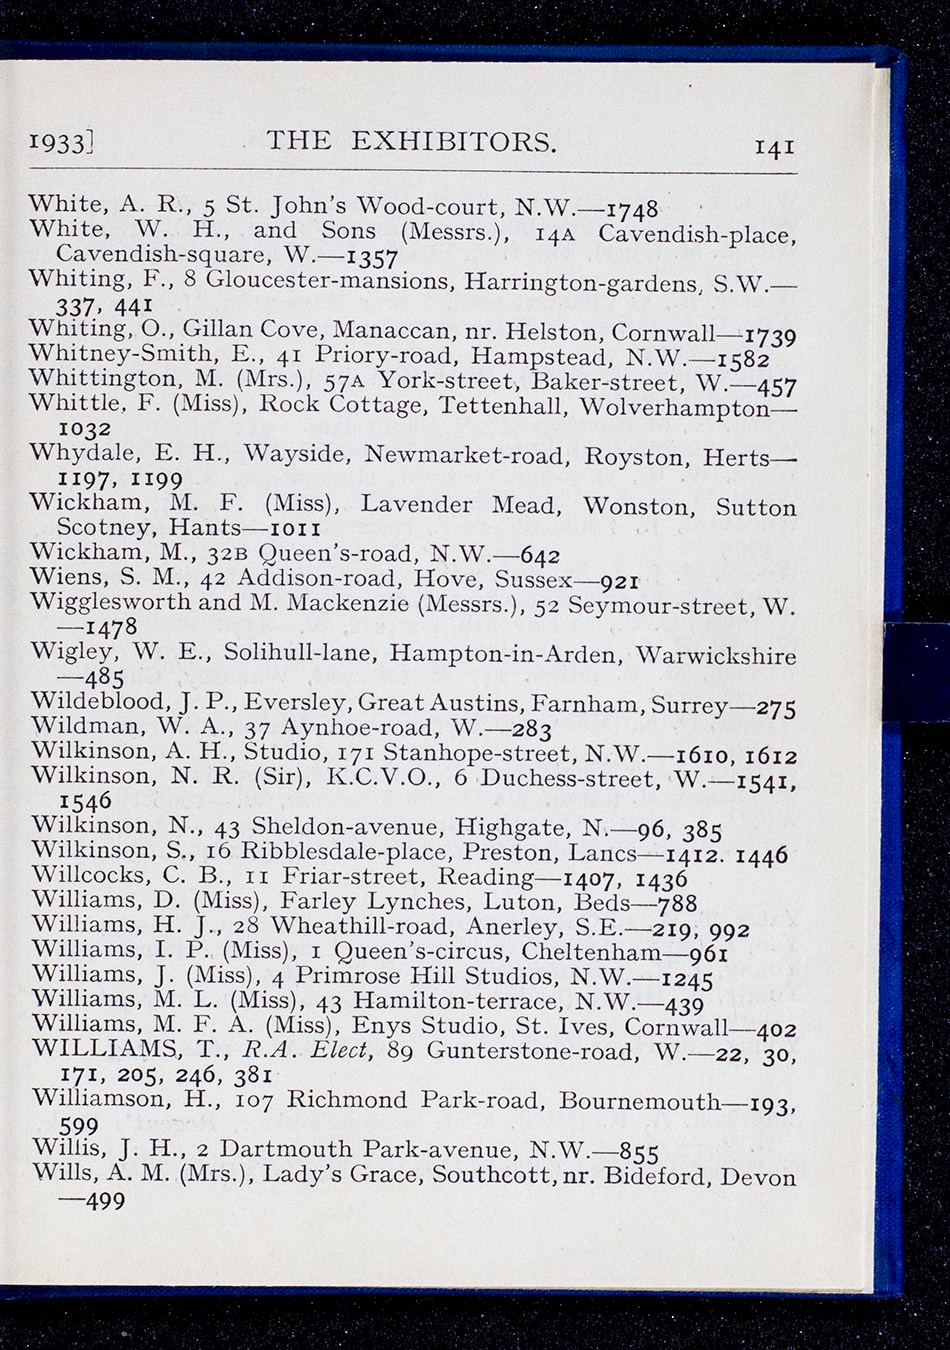 1933] THE EXHIBITORS. 141
White, A. R., 5 St. John's Wood-court, N.W.—1748
White, W. H., and Sons (Messrs.), 14A Cavendish-place,
Cavendish-square, W.—1357
Whiting, F., 8 Gloucester-mansions, Harrington-gardens, S.W.—
337, 441
Whiting, O., Gillan Cove, Manaccan, nr. Helston, Cornwall—1739
Whitney-Smith, E., 41 Priory-road, Hampstead, N.W.—1582
Whittington, M. (Mrs.), 57A York-street, Baker-street, W.—457
Whittle, F. (Miss), Rock Cottage, Tettenhall, Wolverhampton—
1032
Whydale, E. H., Wayside, Newmarket-road, Royston, Herts—
1197, 1199
Wickham, M. F. (Miss), Lavender Mead, Wonston, Sutton
Scotney, Hants—1011
Wickham, M., 32B Queen's-road, N.W.—642
Wiens, S. M., 42 Addison-road, Hove, Sussex—921
Wigglesworth and M. Mackenzie (Messrs.), 52 Seymour-street, W.
—1478
Wigley, W. E., Solihull-lane, Hampton-in-Arden, Warwickshire
—485
Wildeblood, J. P., Eversley, Great Austins, Farnham, Surrey—275
Wildman, W. A., 37 Aynhoe-road, W.—283
Wilkinson, A. H., Studio, 171 Stanhope-street, N.W.—1610, 1612
Wilkinson, N. R. (Sir), K.C.V.O., 6 Duchess-street, W.—1541,
1546
Wilkinson, N., 43 Sheldon-avenue, Highgate, N.—96, 385
Wilkinson, S., 16 Ribblesdale-place, Preston, Lancs—1412. 1446
Willcocks, C. B., 11 Friar-street, Reading—1407, 1436
Williams, D. (Miss), Farley Lynches, Luton, Beds—788
Williams, H. J., 28 Wheathill-road, Anerley, S.E.—219, 992
Williams, I. P. (Miss), 1 Queen's-circus, Cheltenham—961
Williams, J. (Miss), 4 Primrose Hill Studios, N.W.—1245
Williams, M. L. (Miss), 43 Hamilton-terrace, N.W.—439
Williams, M. F. A. (Miss), Enys Studio, St. Ives, Cornwall—402
WILLIAMS, T., R.A. Elect, 89 Gunterstone-road, W.—22, 30,
171, 205, 246, 381
Williamson, H., 107 Richmond Park-road, Bournemouth—193,
599
Willis, J. H., 2 Dartmouth Park-avenue, N.W.—855
Wills, A. M. (Mrs.), Lady's Grace, Southcott, nr. Bideford, Devon
—499